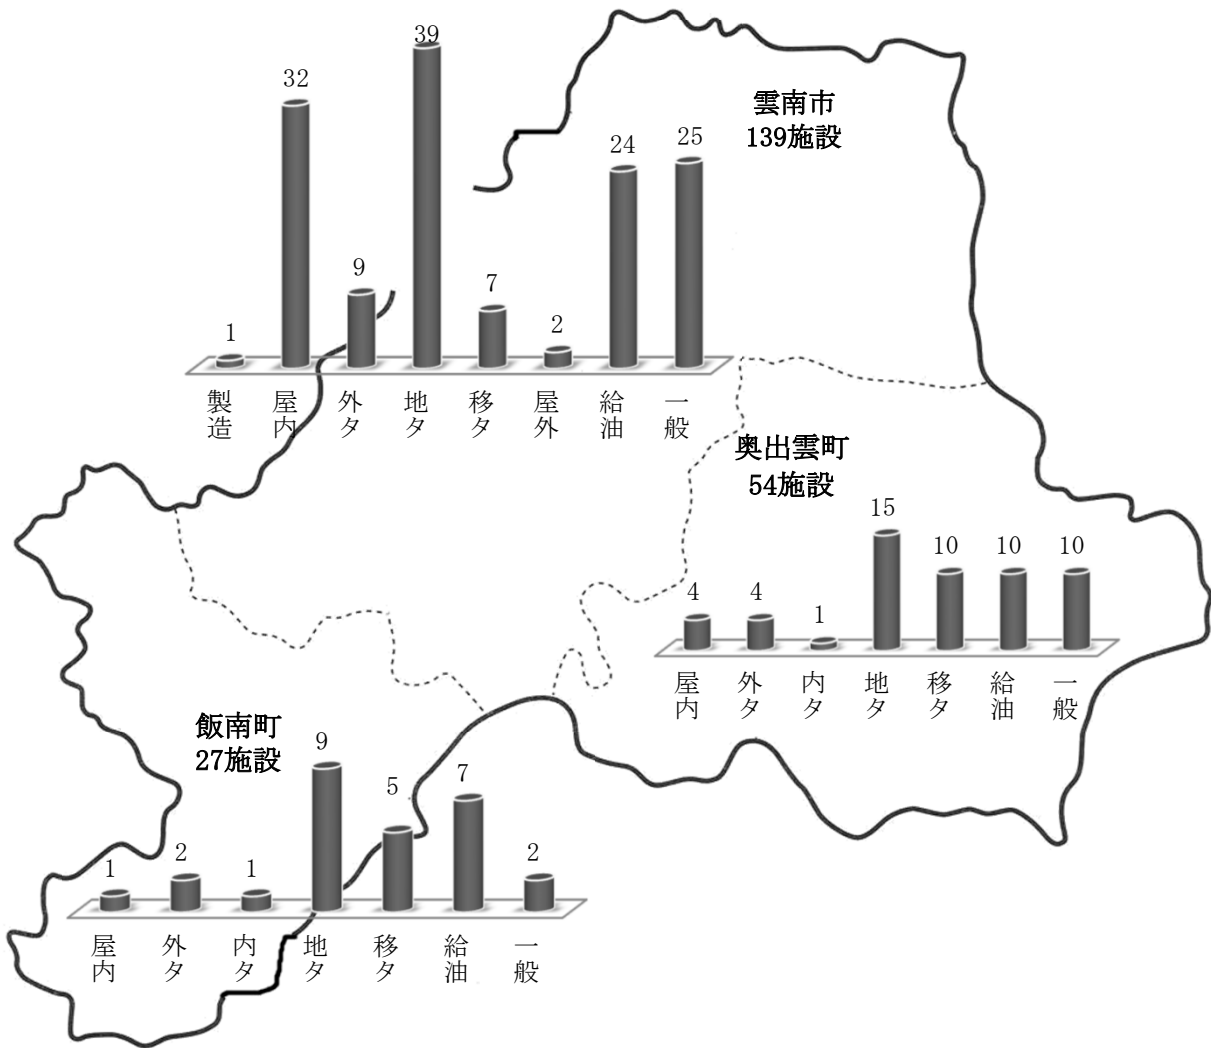 雲南市
139施設
1
32
9
39
7
2
24
25
製造
屋内
外タ
地タ
移タ
屋外
給油
一般
奥出雲町
54施設
4
4
1
15
10
10
10
屋内
外タ
内タ
地タ
移タ
給油
一般
飯南町
27施設
1
2
1
9
5
7
2
屋内
外タ
内タ
地タ
移タ
給油
一般